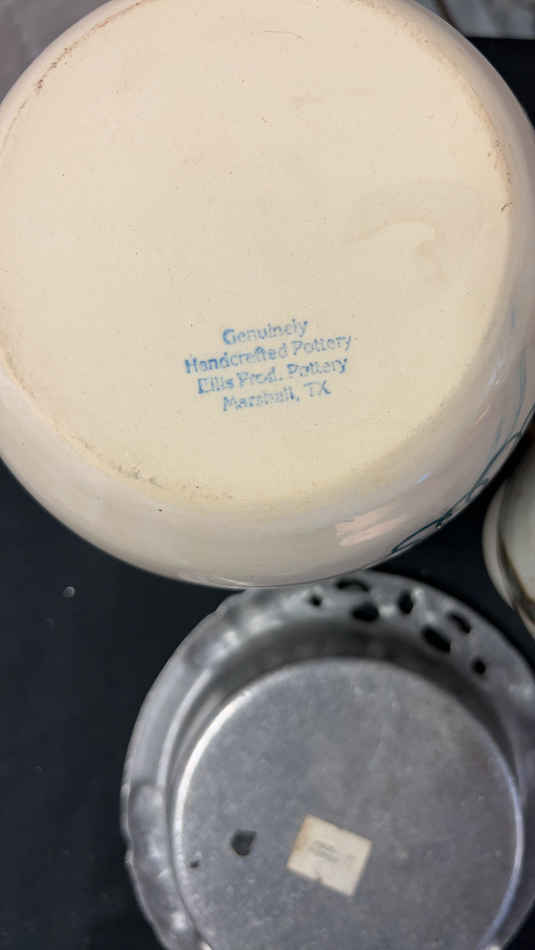 Genuinely
Handcrafted Pottery
Ellis Prod. Pottery
Marshall, TX